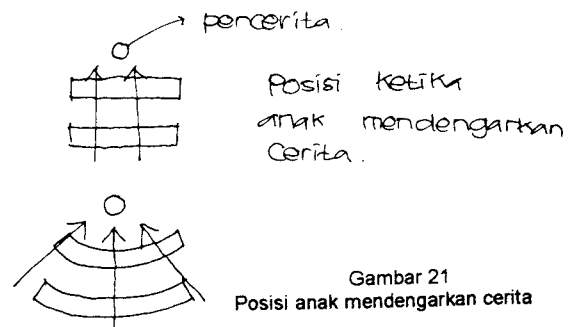 pencerita.
Posisi ketika
anak mendengarkan
cerita.
Gambar 21
Posisi anak mendengarkan cerita